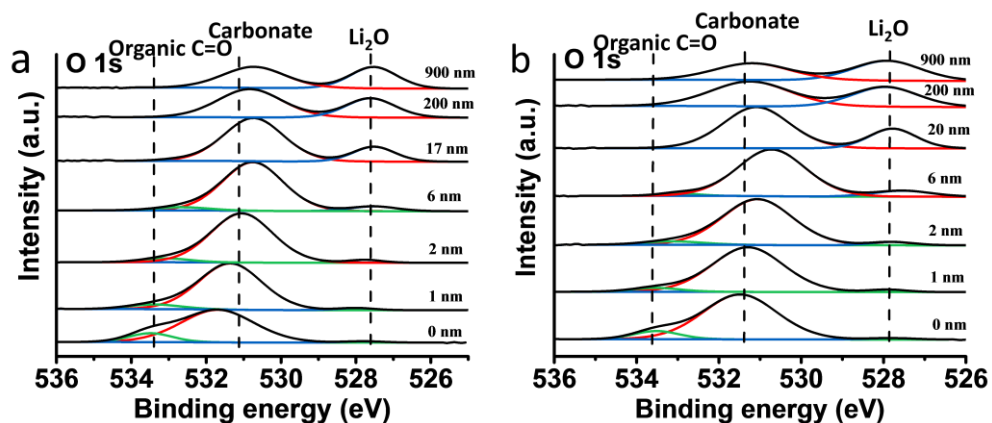 a
O 1s
Organic C=O
Carbonate
Li₂O
900 nm
200 nm
17 nm
6 nm
2 nm
1 nm
0 nm
Intensity (a.u.)
536 534 532 530 528 526
Binding energy (eV)
b
O 1s
Organic C=O
Carbonate
Li₂O
900 nm
200 nm
20 nm
6 nm
2 nm
1 nm
0 nm
Intensity (a.u.)
536 534 532 530 528 526
Binding energy (eV)